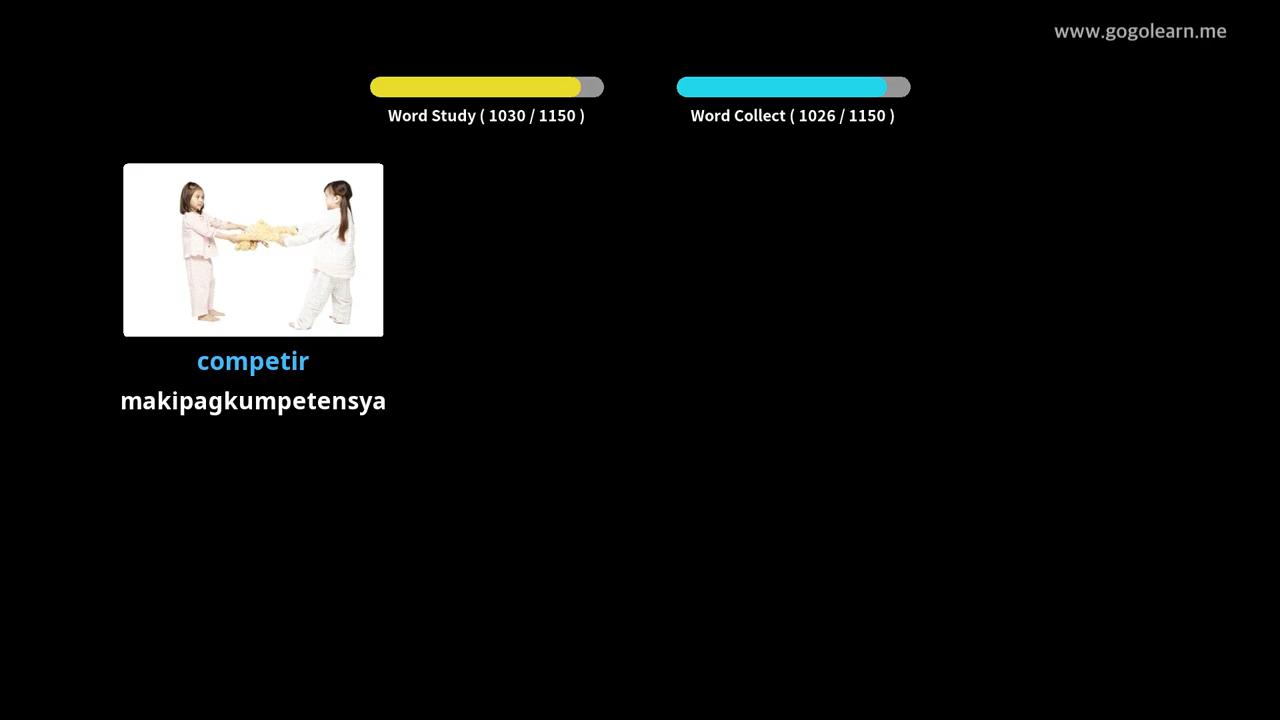 www.gogolearn.me
Word Study ( 1030 / 1150 )
Word Collect ( 1026 / 1150 )
competir
makipagkumpetensya